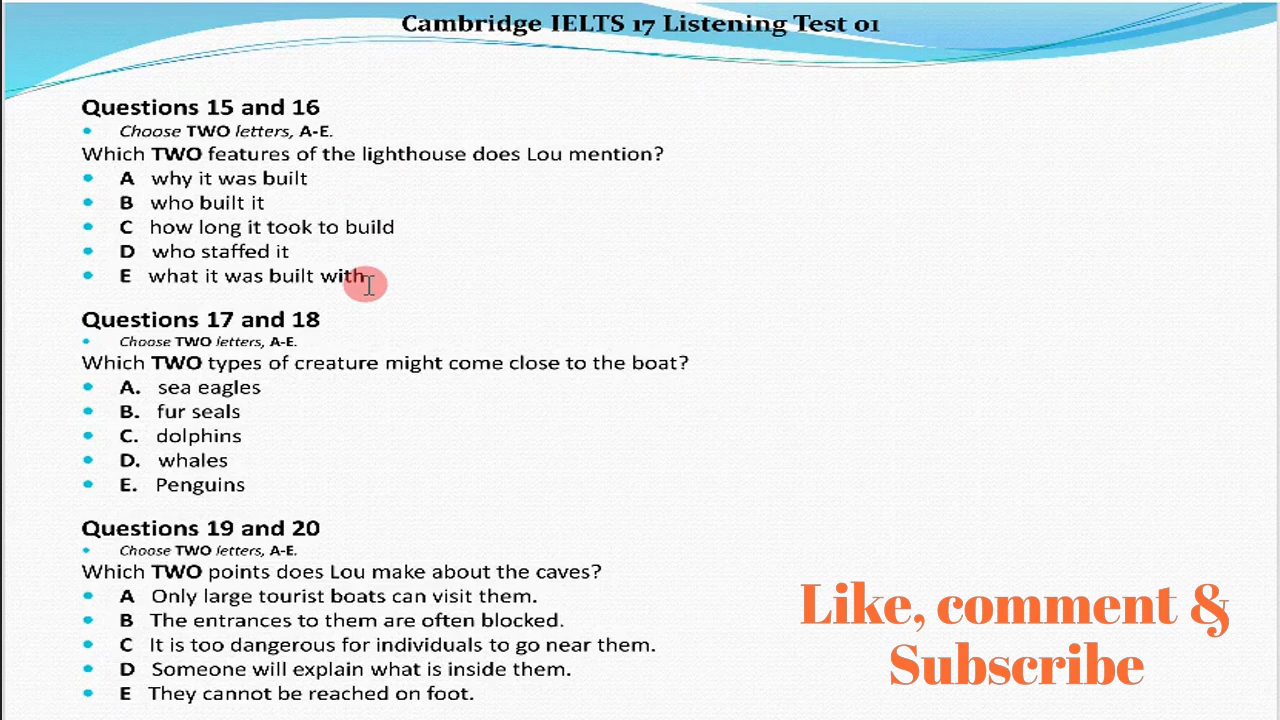 Cambridge IELTS 17 Listening Test 01
Questions 15 and 16
• Choose TWO letters, A-E.
Which TWO features of the lighthouse does Lou mention?
• A why it was built
• B who built it
• C how long it took to build
• D who staffed it
• E what it was built with
Questions 17 and 18
• Choose TWO letters, A-E.
Which TWO types of creature might come close to the boat?
• A. sea eagles
• B. fur seals
• C. dolphins
• D. whales
• E. Penguins
Questions 19 and 20
• Choose TWO letters, A-E.
Which TWO points does Lou make about the caves?
• A Only large tourist boats can visit them.
• B The entrances to them are often blocked.
• C It is too dangerous for individuals to go near them.
• D Someone will explain what is inside them.
• E They cannot be reached on foot.
Like, comment &
Subscribe